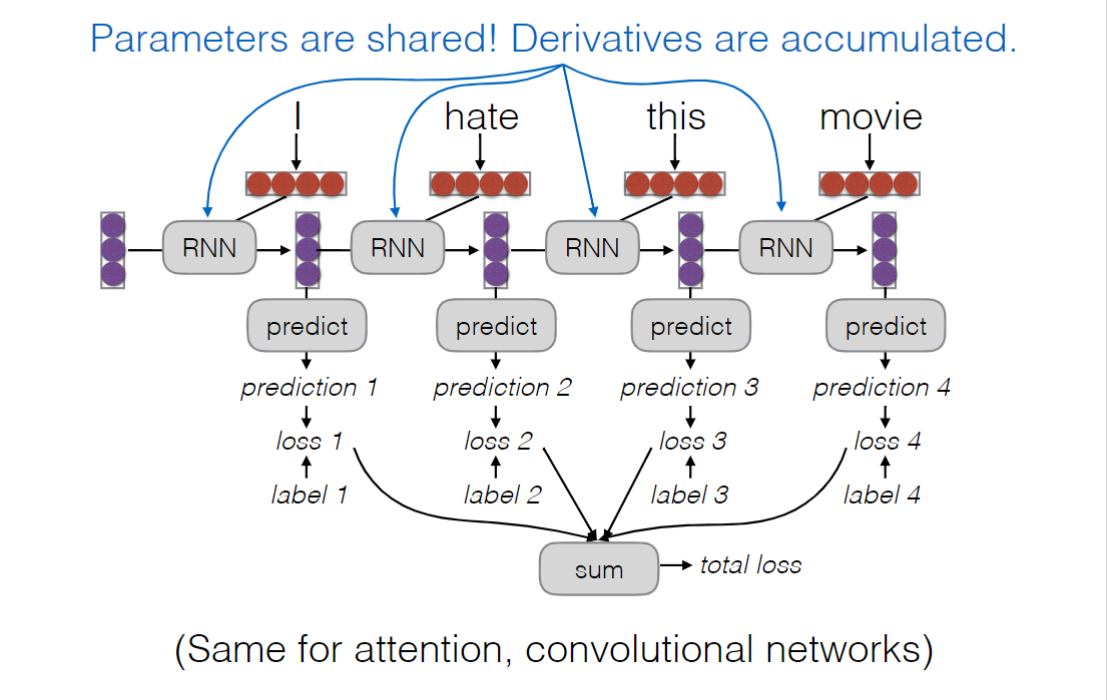 Parameters are shared! Derivatives are accumulated.
I hate this movie
RNN RNN RNN RNN
predict predict predict predict
prediction 1 prediction 2 prediction 3 prediction 4
loss 1 loss 2 loss 3 loss 4
label 1 label 2 label 3 label 4
sum total loss
(Same for attention, convolutional networks)